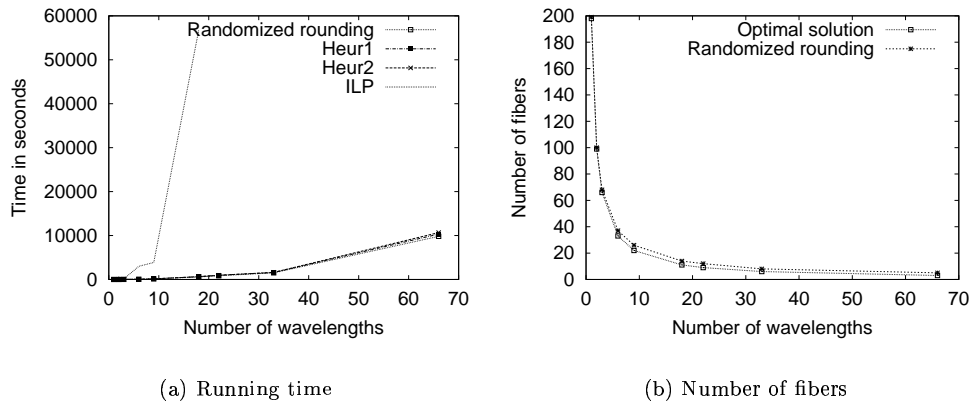 60000
50000
40000
30000
20000
10000
0
Time in seconds
Randomized rounding
Heur1
Heur2
ILP
0 10 20 30 40 50 60 70
Number of wavelengths
(a) Running time
200
180
160
140
120
100
80
60
40
20
0
Number of fibers
Optimal solution
Randomized rounding
0 10 20 30 40 50 60 70
Number of wavelengths
(b) Number of fibers